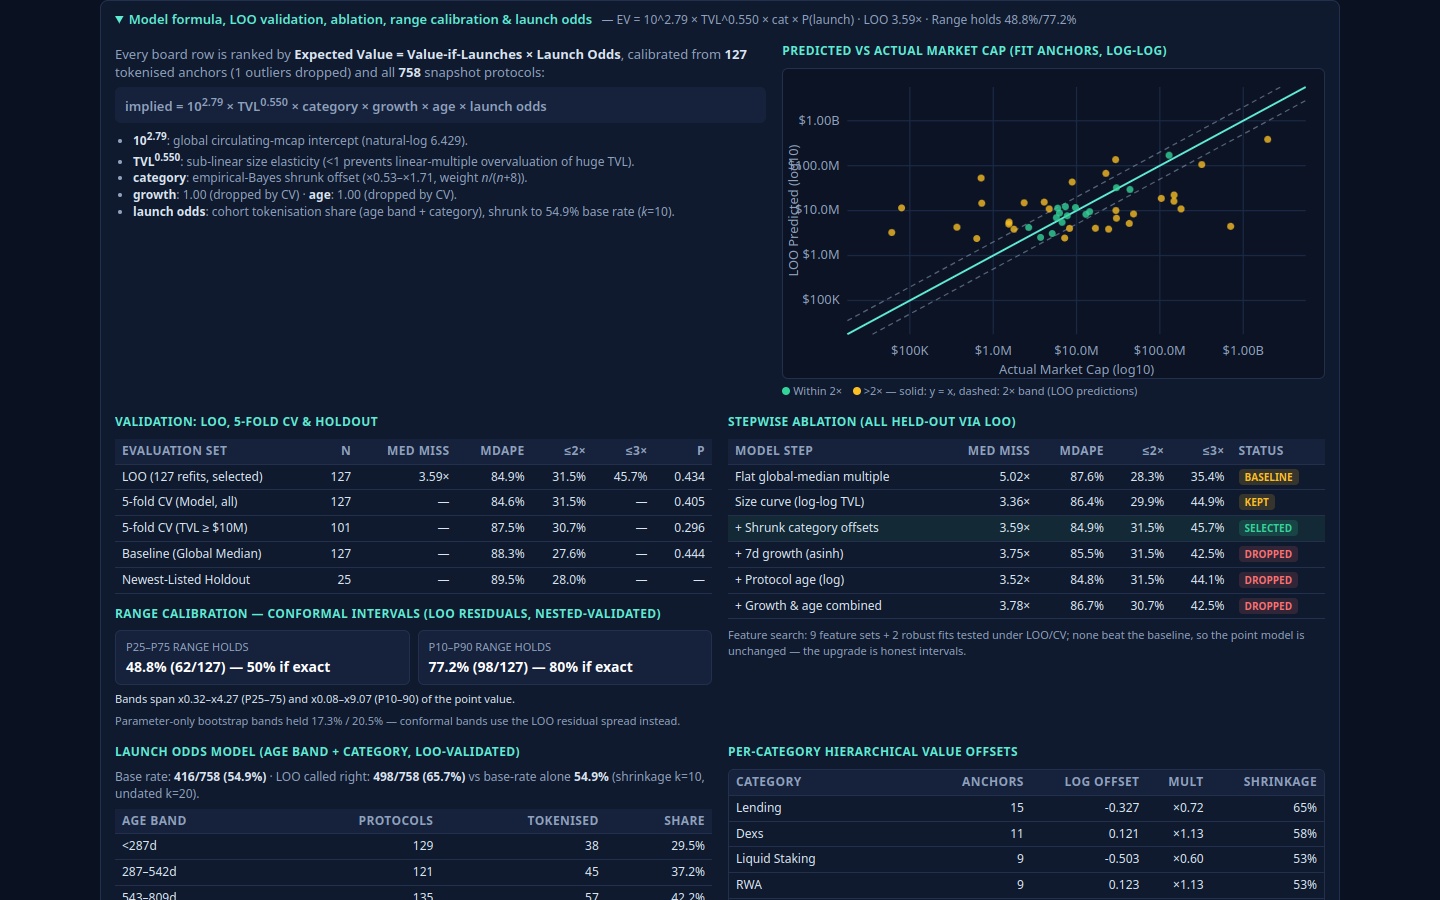 ▼ Model formula, LOO validation, ablation, range calibration & launch odds — EV = 10^2.79 × TVL^0.550 × cat × P(launch) · LOO 3.59× · Range holds 48.8%/77.2%
Every board row is ranked by Expected Value = Value-if-Launches × Launch Odds, calibrated from 127
tokenised anchors (1 outliers dropped) and all 758 snapshot protocols:
implied = 10^2.79 × TVL^0.550 × category × growth × age × launch odds
• 10^2.79: global circulating-mcap intercept (natural-log 6.429).
• TVL^0.550: sub-linear size elasticity (<1 prevents linear-multiple overvaluation of huge TVL).
• category: empirical-Bayes shrunk offset (×0.53–×1.71, weight n/(n+8)).
• growth: 1.00 (dropped by CV) · age: 1.00 (dropped by CV).
• launch odds: cohort tokenisation share (age band + category), shrunk to 54.9% base rate (k=10).
PREDICTED VS ACTUAL MARKET CAP (FIT ANCHORS, LOG-LOG)
LOO Predicted (log10)
$1.00B
$100.0M
$10.0M
$1.0M
$100K
$100K $1.0M $10.0M $100.0M $1.00B
Actual Market Cap (log10)
Within 2× >2× — solid: y = x, dashed: 2× band (LOO predictions)
VALIDATION: LOO, 5-FOLD CV & HOLDOUT
EVALUATION SET N MED MISS MDAPE ≤2× ≤3× Ρ
LOO (127 refits, selected) 127 3.59× 84.9% 31.5% 45.7% 0.434
5-fold CV (Model, all) 127 — 84.6% 31.5% — 0.405
5-fold CV (TVL ≥ $10M) 101 — 87.5% 30.7% — 0.296
Baseline (Global Median) 127 — 88.3% 27.6% — 0.444
Newest-Listed Holdout 25 — 89.5% 28.0% — —
STEPWISE ABLATION (ALL HELD-OUT VIA LOO)
MODEL STEP MED MISS MDAPE ≤2× ≤3× STATUS
Flat global-median multiple 5.02× 87.6% 28.3% 35.4% BASELINE
Size curve (log-log TVL) 3.36× 86.4% 29.9% 44.9% KEPT
+ Shrunk category offsets 3.59× 84.9% 31.5% 45.7% SELECTED
+ 7d growth (asinh) 3.75× 85.5% 31.5% 42.5% DROPPED
+ Protocol age (log) 3.52× 84.8% 31.5% 44.1% DROPPED
+ Growth & age combined 3.78× 86.7% 30.7% 42.5% DROPPED
Feature search: 9 feature sets + 2 robust fits tested under LOO/CV; none beat the baseline, so the point model is
unchanged — the upgrade is honest intervals.
RANGE CALIBRATION — CONFORMAL INTERVALS (LOO RESIDUALS, NESTED-VALIDATED)
P25–P75 RANGE HOLDS
48.8% (62/127) — 50% if exact
P10–P90 RANGE HOLDS
77.2% (98/127) — 80% if exact
Bands span x0.32–x4.27 (P25–75) and x0.08–x9.07 (P10–90) of the point value.
Parameter-only bootstrap bands held 17.3% / 20.5% — conformal bands use the LOO residual spread instead.
LAUNCH ODDS MODEL (AGE BAND + CATEGORY, LOO-VALIDATED)
Base rate: 416/758 (54.9%) · LOO called right: 498/758 (65.7%) vs base-rate alone 54.9% (shrinkage k=10,
undated k=20).
AGE BAND PROTOCOLS TOKENISED SHARE
<287d 129 38 29.5%
287–542d 121 45 37.2%
543–809d 135 57 42.2%
PER-CATEGORY HIERARCHICAL VALUE OFFSETS
CATEGORY ANCHORS LOG OFFSET MULT SHRINKAGE
Lending 15 -0.327 ×0.72 65%
Dexs 11 0.121 ×1.13 58%
Liquid Staking 9 -0.503 ×0.60 53%
RWA 9 0.123 ×1.13 53%